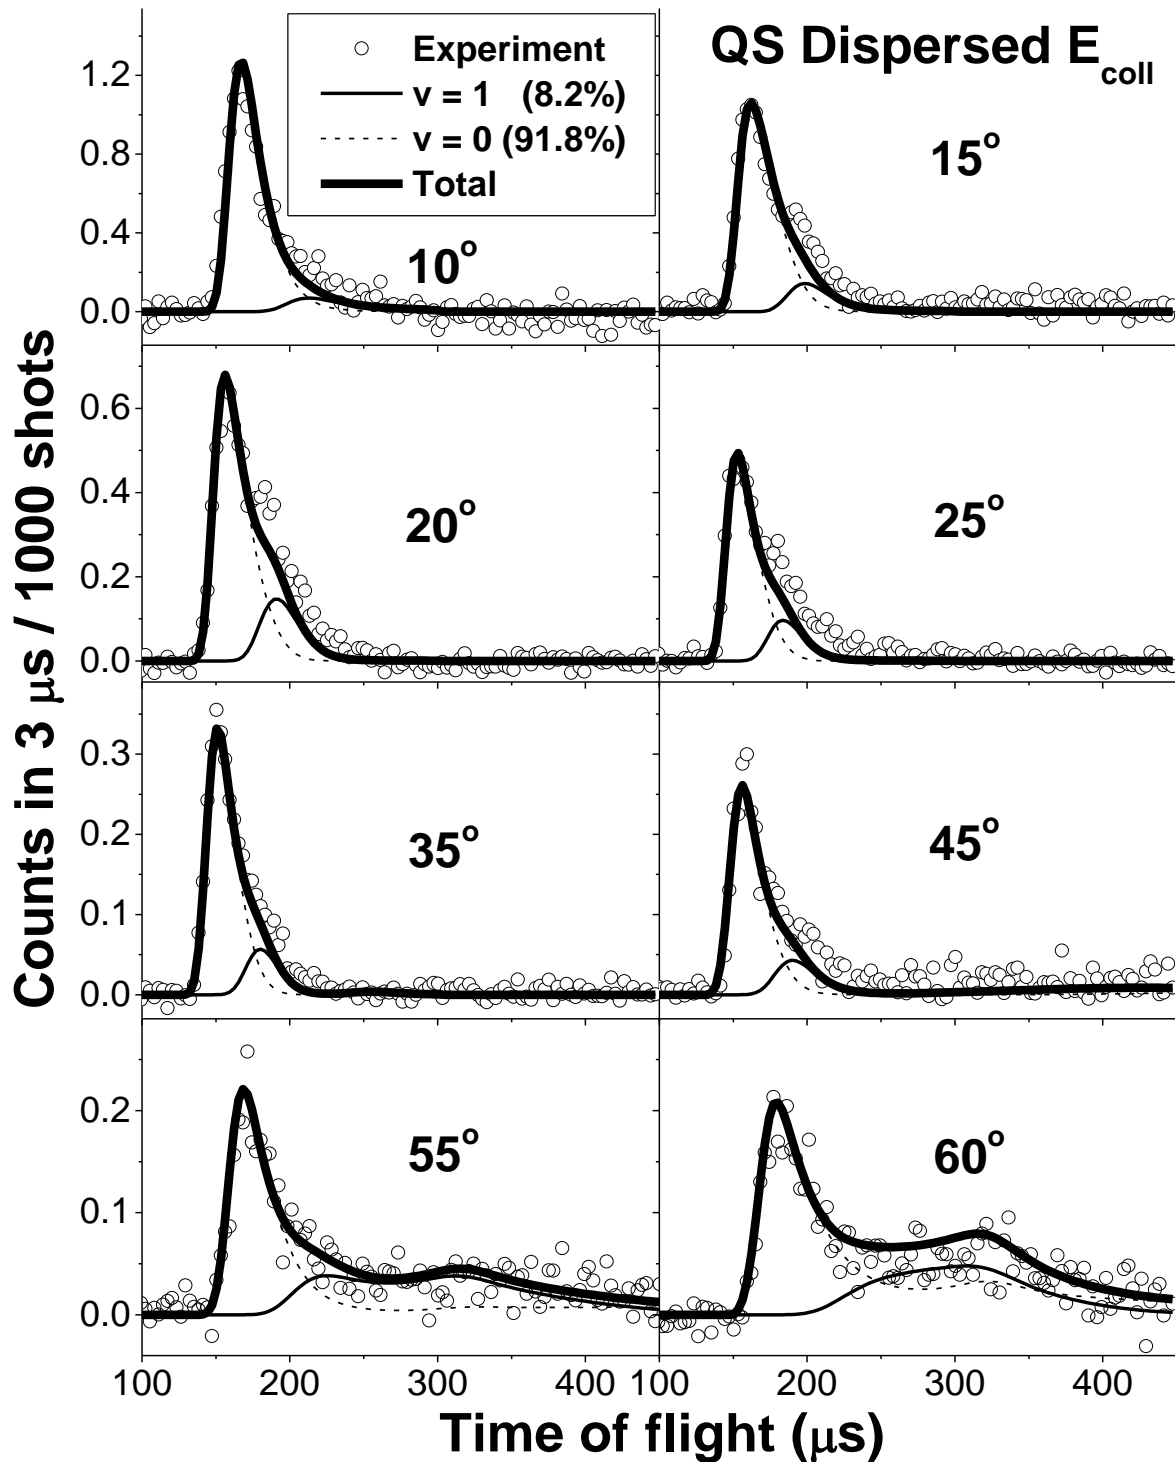 QS Dispersed E_coll
Experiment
v = 1 (8.2%)
v = 0 (91.8%)
Total
1.2
0.8
0.4
0.0
10°
15°
0.6
0.4
0.2
0.0
20°
25°
0.3
0.2
0.1
0.0
35°
45°
0.2
0.1
0.0
55°
60°
100 200 300 400 100 200 300 400
Counts in 3 μs / 1000 shots
Time of flight (μs)